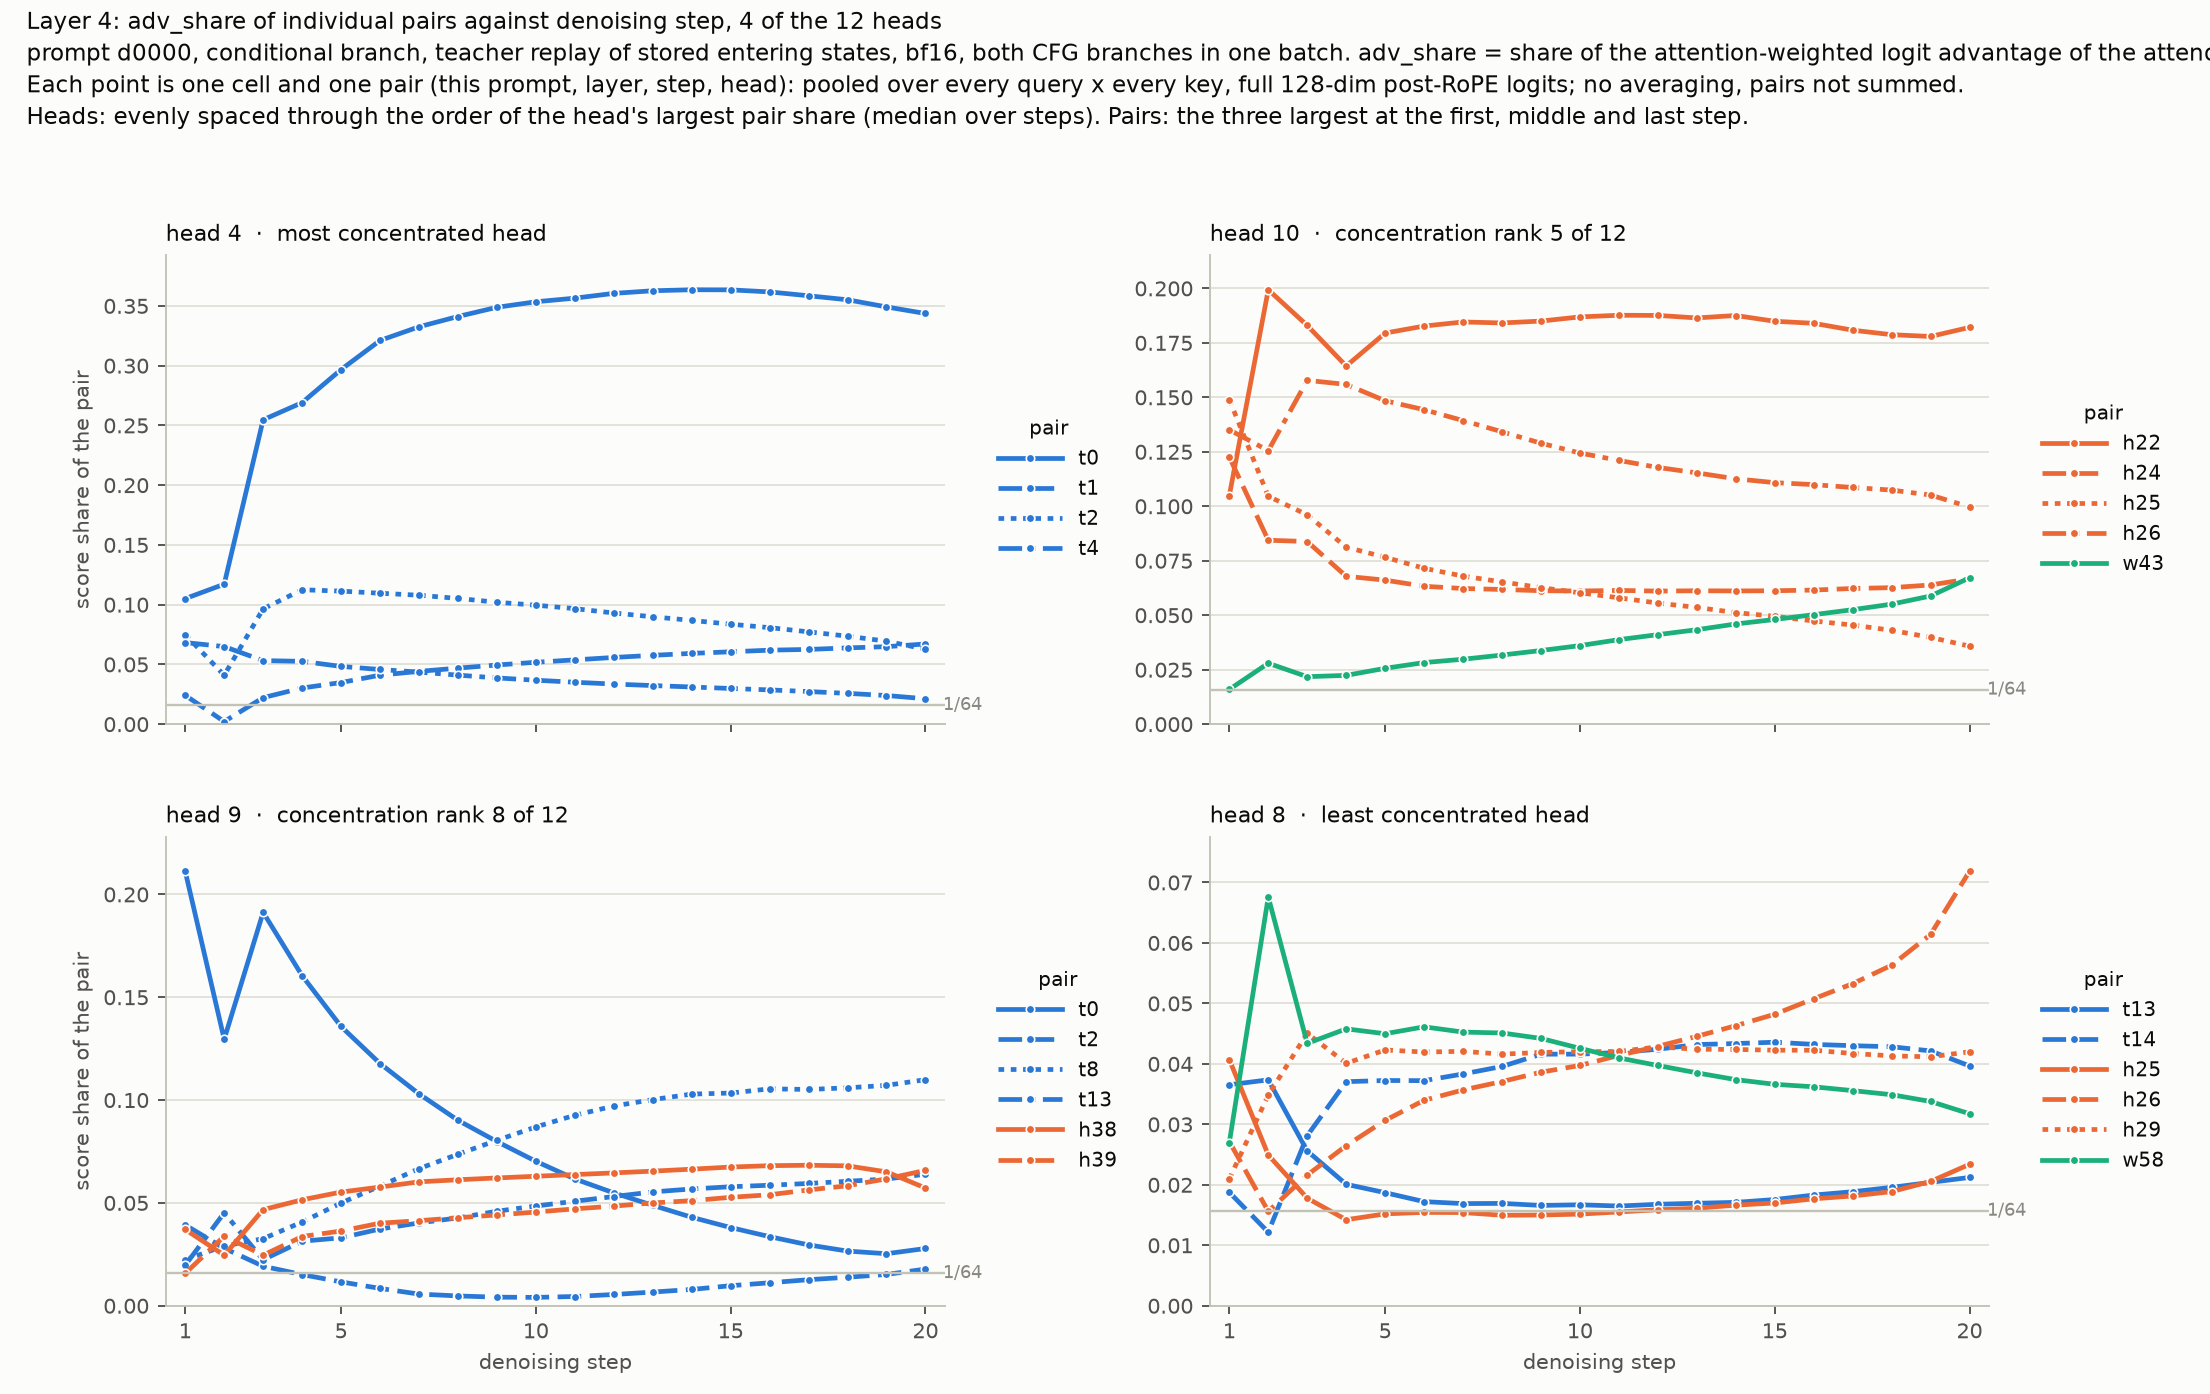 Layer 4: adv_share of individual pairs against denoising step, 4 of the 12 heads
prompt d0000, conditional branch, teacher replay of stored entering states, bf16, both CFG branches in one batch. adv_share = share of the attention-weighted logit advantage of the
Each point is one cell and one pair (this prompt, layer, step, head): pooled over every query x every key, full 128-dim post-RoPE logits; no averaging, pairs not summed.
Heads: evenly spaced through the order of the head's largest pair share (median over steps). Pairs: the three largest at the first, middle and last step.
head 4 · most concentrated head
score share of the pair
0.35
0.30
0.25
0.20
0.15
0.10
0.05
0.00
1/64
pair
t0
t1
t2
t4
head 10 · concentration rank 5 of 12
0.200
0.175
0.150
0.125
0.100
0.075
0.050
0.025
0.000
1/64
pair
h22
h24
h25
h26
w43
head 9 · concentration rank 8 of 12
score share of the pair
0.20
0.15
0.10
0.05
0.00
1/64
1 5 10 15 20
denoising step
pair
t0
t2
t8
t13
h38
h39
head 8 · least concentrated head
0.07
0.06
0.05
0.04
0.03
0.02
0.01
0.00
1/64
1 5 10 15 20
denoising step
pair
t13
t14
h25
h26
h29
w58